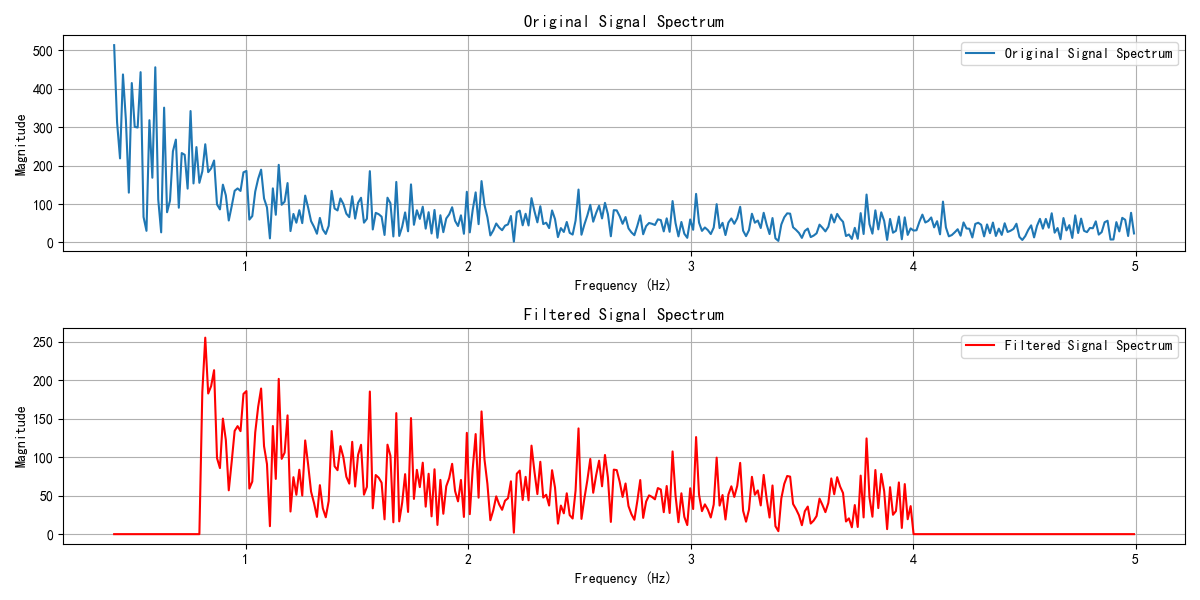 Original Signal Spectrum
Original Signal Spectrum
500
400
300
200
100
0
Magnitude
1
2
3
4
5
Frequency (Hz)
Filtered Signal Spectrum
Filtered Signal Spectrum
250
200
150
100
50
0
Magnitude
1
2
3
4
5
Frequency (Hz)